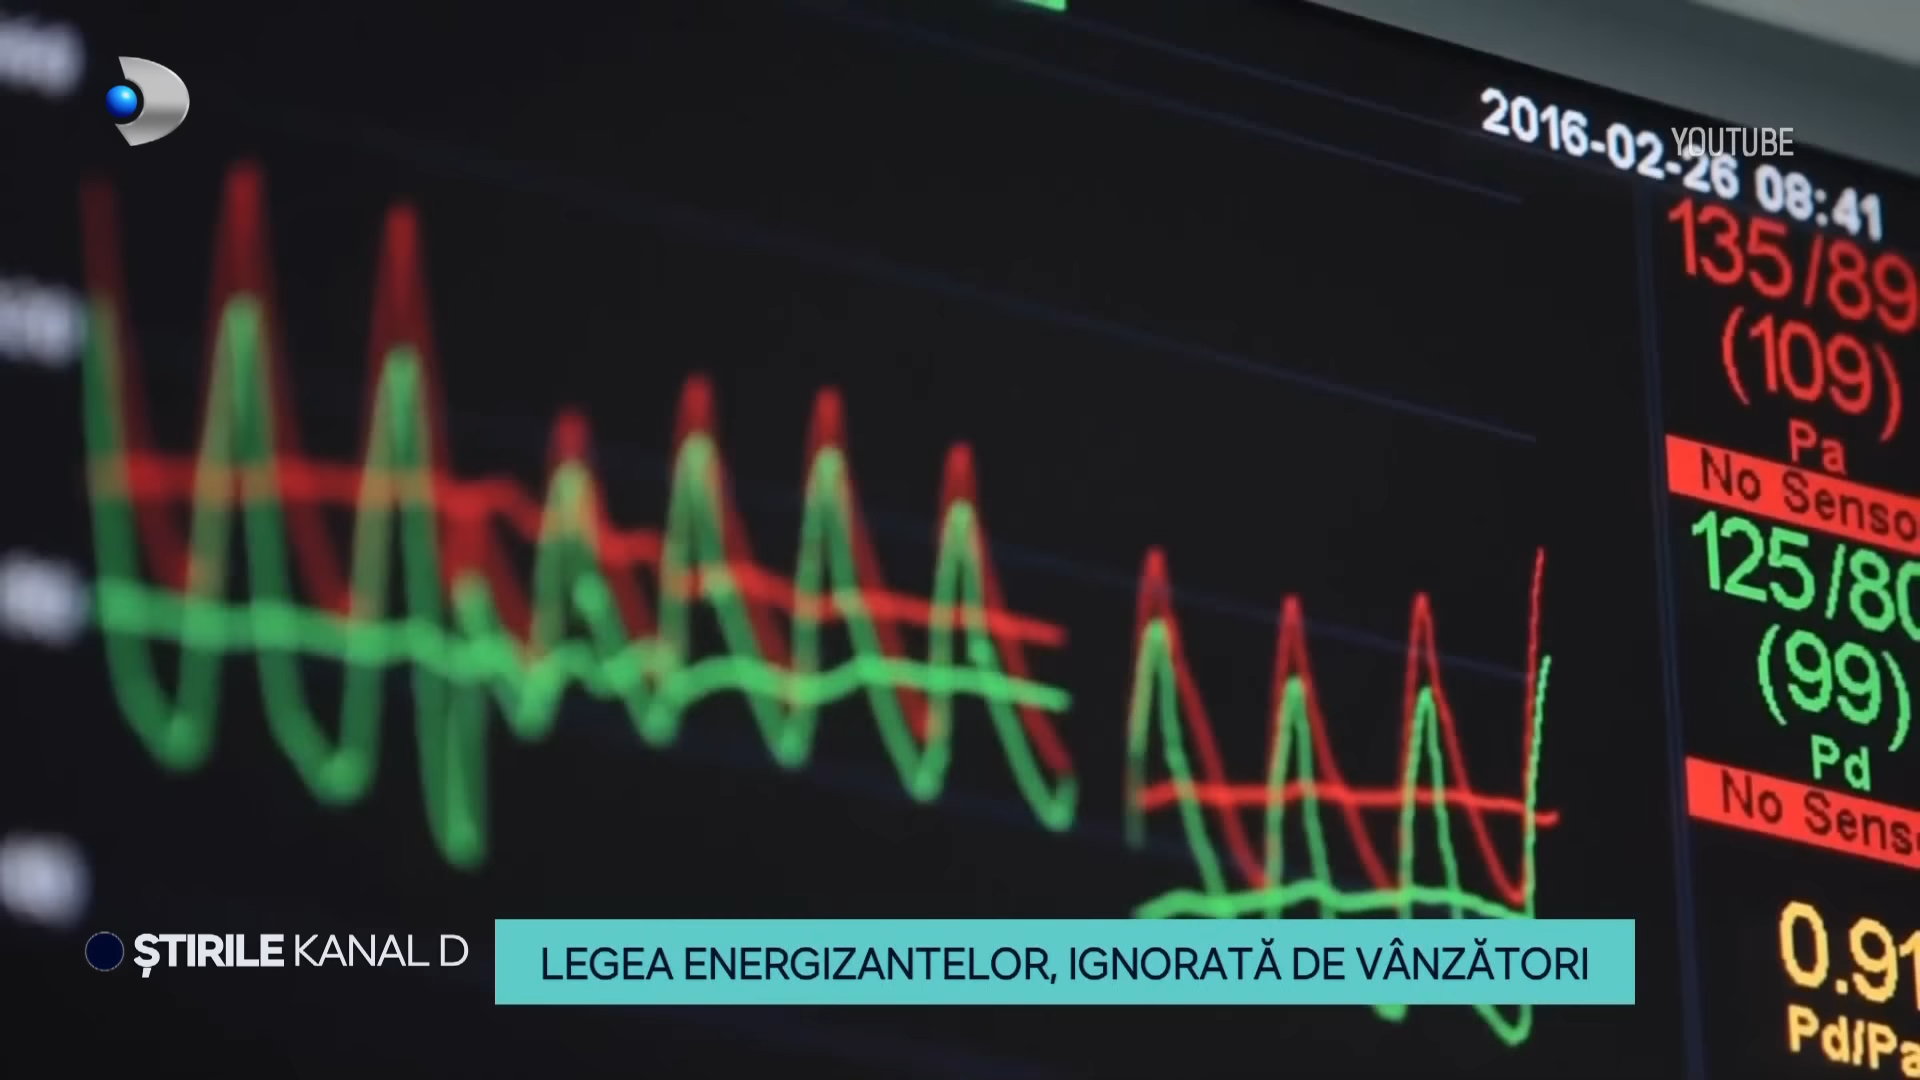 2016-02-26 08:41
YOUTUBE
135/89
(109)
Pa
No Senso
125/80
(99)
Pd
No Senso
0.91
Pd/Pa
ȘTIRILE KANAL D
LEGEA ENERGIZANTELOR, IGNORATĂ DE VÂNZĂTORI